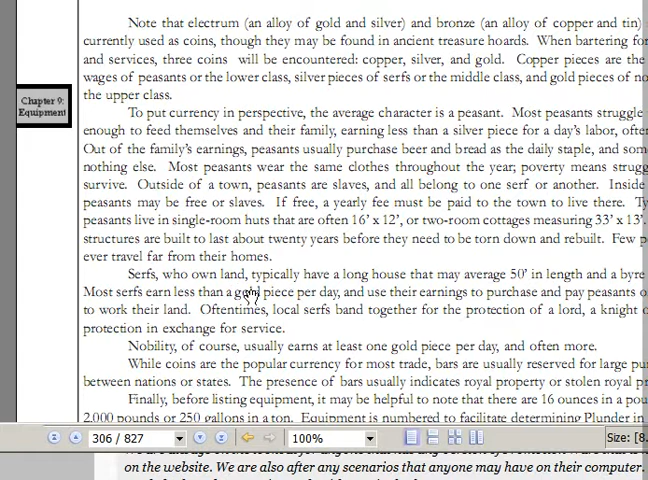 Note that electrum (an alloy of gold and silver) and bronze (an alloy of copper and tin)
currently used as coins, though they may be found in ancient treasure hoards. When bartering for
and services, three coins will be encountered: copper, silver, and gold. Copper pieces are the
wages of peasants or the lower class, silver pieces of serfs or the middle class, and gold pieces of no
the upper class.
Chapter 9:
Equipment
To put currency in perspective, the average character is a peasant. Most peasants struggle
enough to feed themselves and their family, earning less than a silver piece for a day's labor, ofte
Out of the family's earnings, peasants usually purchase beer and bread as the daily staple, and som
nothing else. Most peasants wear the same clothes throughout the year; poverty means strugg
survive. Outside of a town, peasants are slaves, and all belong to one serf or another. Inside
peasants may be free or slaves. If free, a yearly fee must be paid to the town to live there. Ty
peasants live in single-room huts that are often 16' x 12', or two-room cottages measuring 33' x 13'.
structures are built to last about twenty years before they need to be torn down and rebuilt. Few p
ever travel far from their homes.
Serfs, who own land, typically have a long house that may average 50' in length and a byre
Most serfs earn less than a gold piece per day, and use their earnings to purchase and pay peasants o
to work their land. Oftentimes, local serfs band together for the protection of a lord, a knight o
protection in exchange for service.
Nobility, of course, usually earns at least one gold piece per day, and often more.
While coins are the popular currency for most trade, bars are usually reserved for large pu
between nations or states. The presence of bars usually indicates royal property or stolen royal p
Finally, before listing equipment, it may be helpful to note that there are 16 ounces in a pou
2,000 pounds or 250 gallons in a ton. Equipment is numbered to facilitate determining Plunder in
306 / 827
100%
Size: [8.
on the website. We are also after any scenarios that anyone may have on their computer.